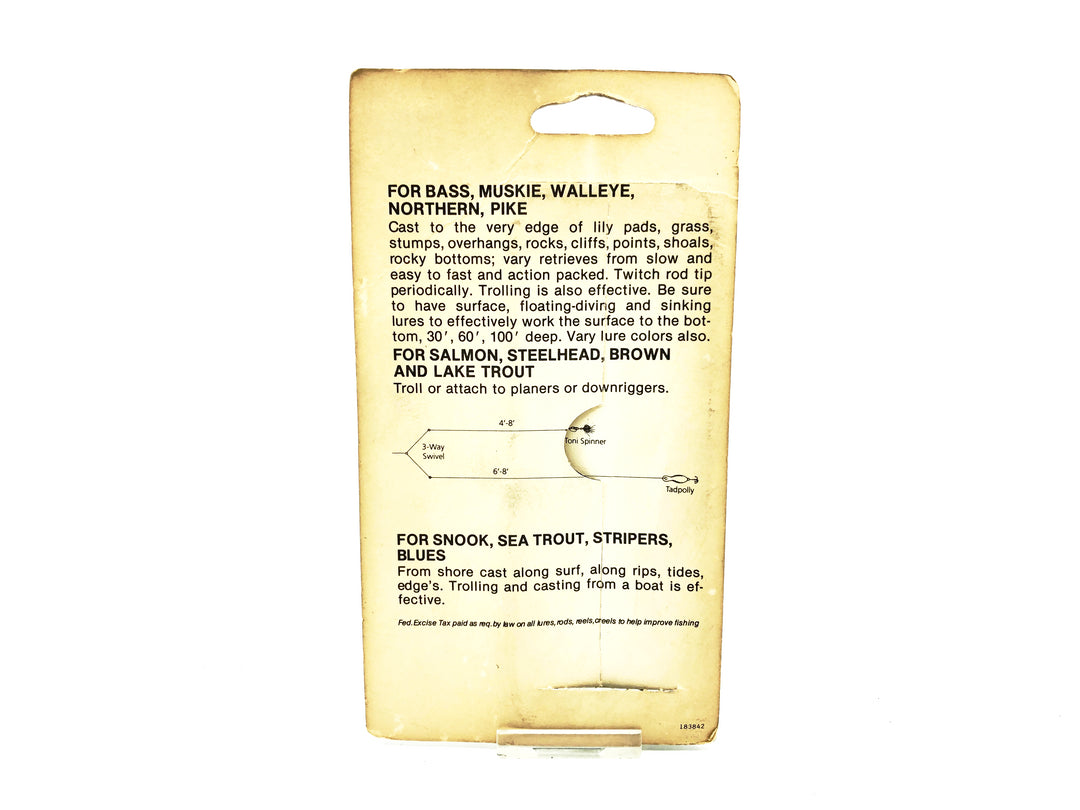 FOR BASS, MUSKIE, WALLEYE,
NORTHERN, PIKE
Cast to the very edge of lily pads, grass,
stumps, overhangs, rocks, cliffs, points, shoals,
rocky bottoms; vary retrieves from slow and
easy to fast and action packed. Twitch rod tip
periodically. Trolling is also effective. Be sure
to have surface, floating-diving and sinking
lures to effectively work the surface to the bot-
tom, 30′, 60′, 100′ deep. Vary lure colors also.
FOR SALMON, STEELHEAD, BROWN
AND LAKE TROUT
Troll or attach to planers or downriggers.
4'-8'
Toni Spinner
3-Way
Swivel
6'-8'
Tadpolly
FOR SNOOK, SEA TROUT, STRIPERS,
BLUES
From shore cast along surf, along rips, tides,
edge's. Trolling and casting from a boat is ef-
fective.
Fed. Excise Tax paid as req. by law on all lures, rods, reels, creels to help improve fishing
183842